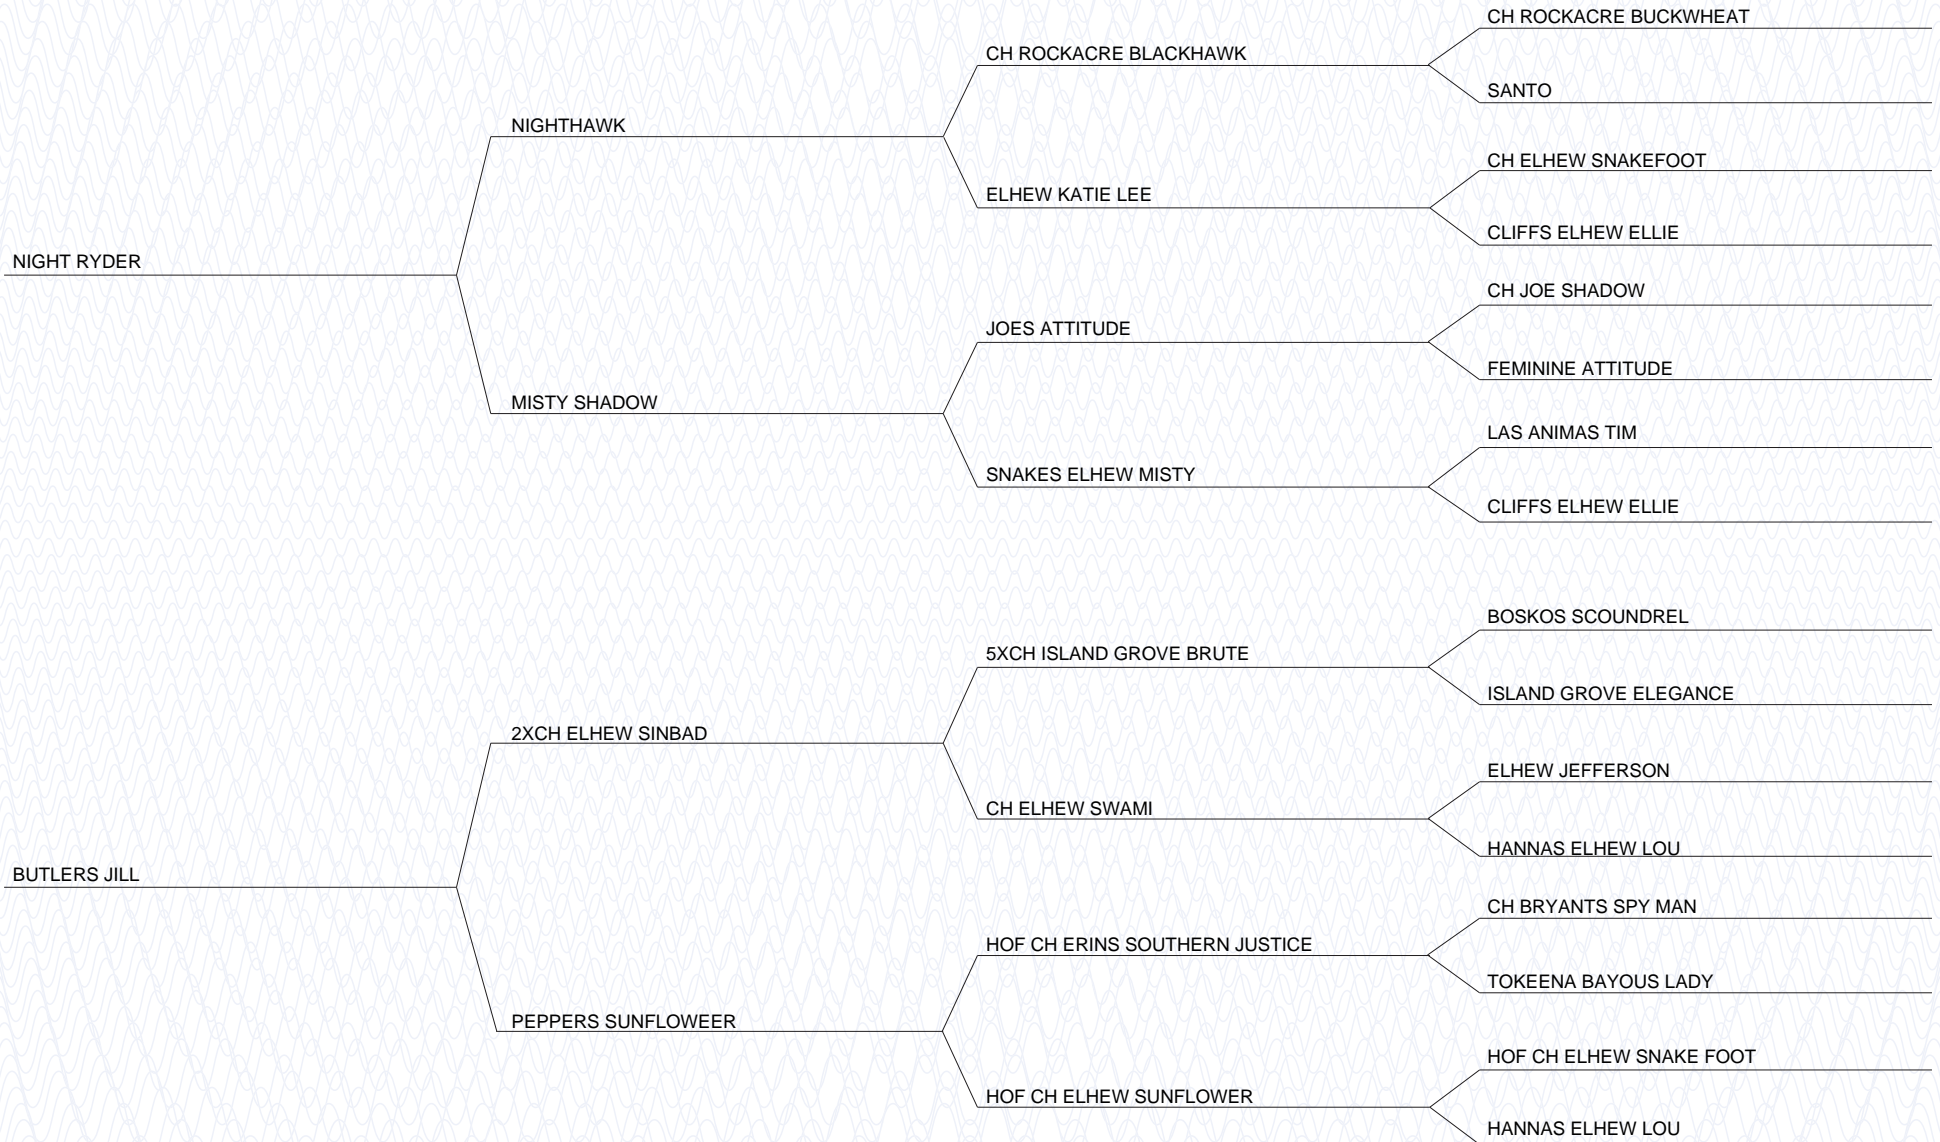 CH ROCKACRE BUCKWHEAT
CH ROCKACRE BLACKHAWK
SANTO
NIGHTHAWK
CH ELHEW SNAKEFOOT
ELHEW KATIE LEE
CLIFFS ELHEW ELLIE
NIGHT RYDER
CH JOE SHADOW
JOES ATTITUDE
FEMININE ATTITUDE
MISTY SHADOW
LAS ANIMAS TIM
SNAKES ELHEW MISTY
CLIFFS ELHEW ELLIE
BOSKOS SCOUNDREL
5XCH ISLAND GROVE BRUTE
ISLAND GROVE ELEGANCE
2XCH ELHEW SINBAD
ELHEW JEFFERSON
CH ELHEW SWAMI
HANNAS ELHEW LOU
BUTLERS JILL
CH BRYANTS SPY MAN
HOF CH ERINS SOUTHERN JUSTICE
TOKEENA BAYOUS LADY
PEPPERS SUNFLOWEER
HOF CH ELHEW SNAKE FOOT
HOF CH ELHEW SUNFLOWER
HANNAS ELHEW LOU